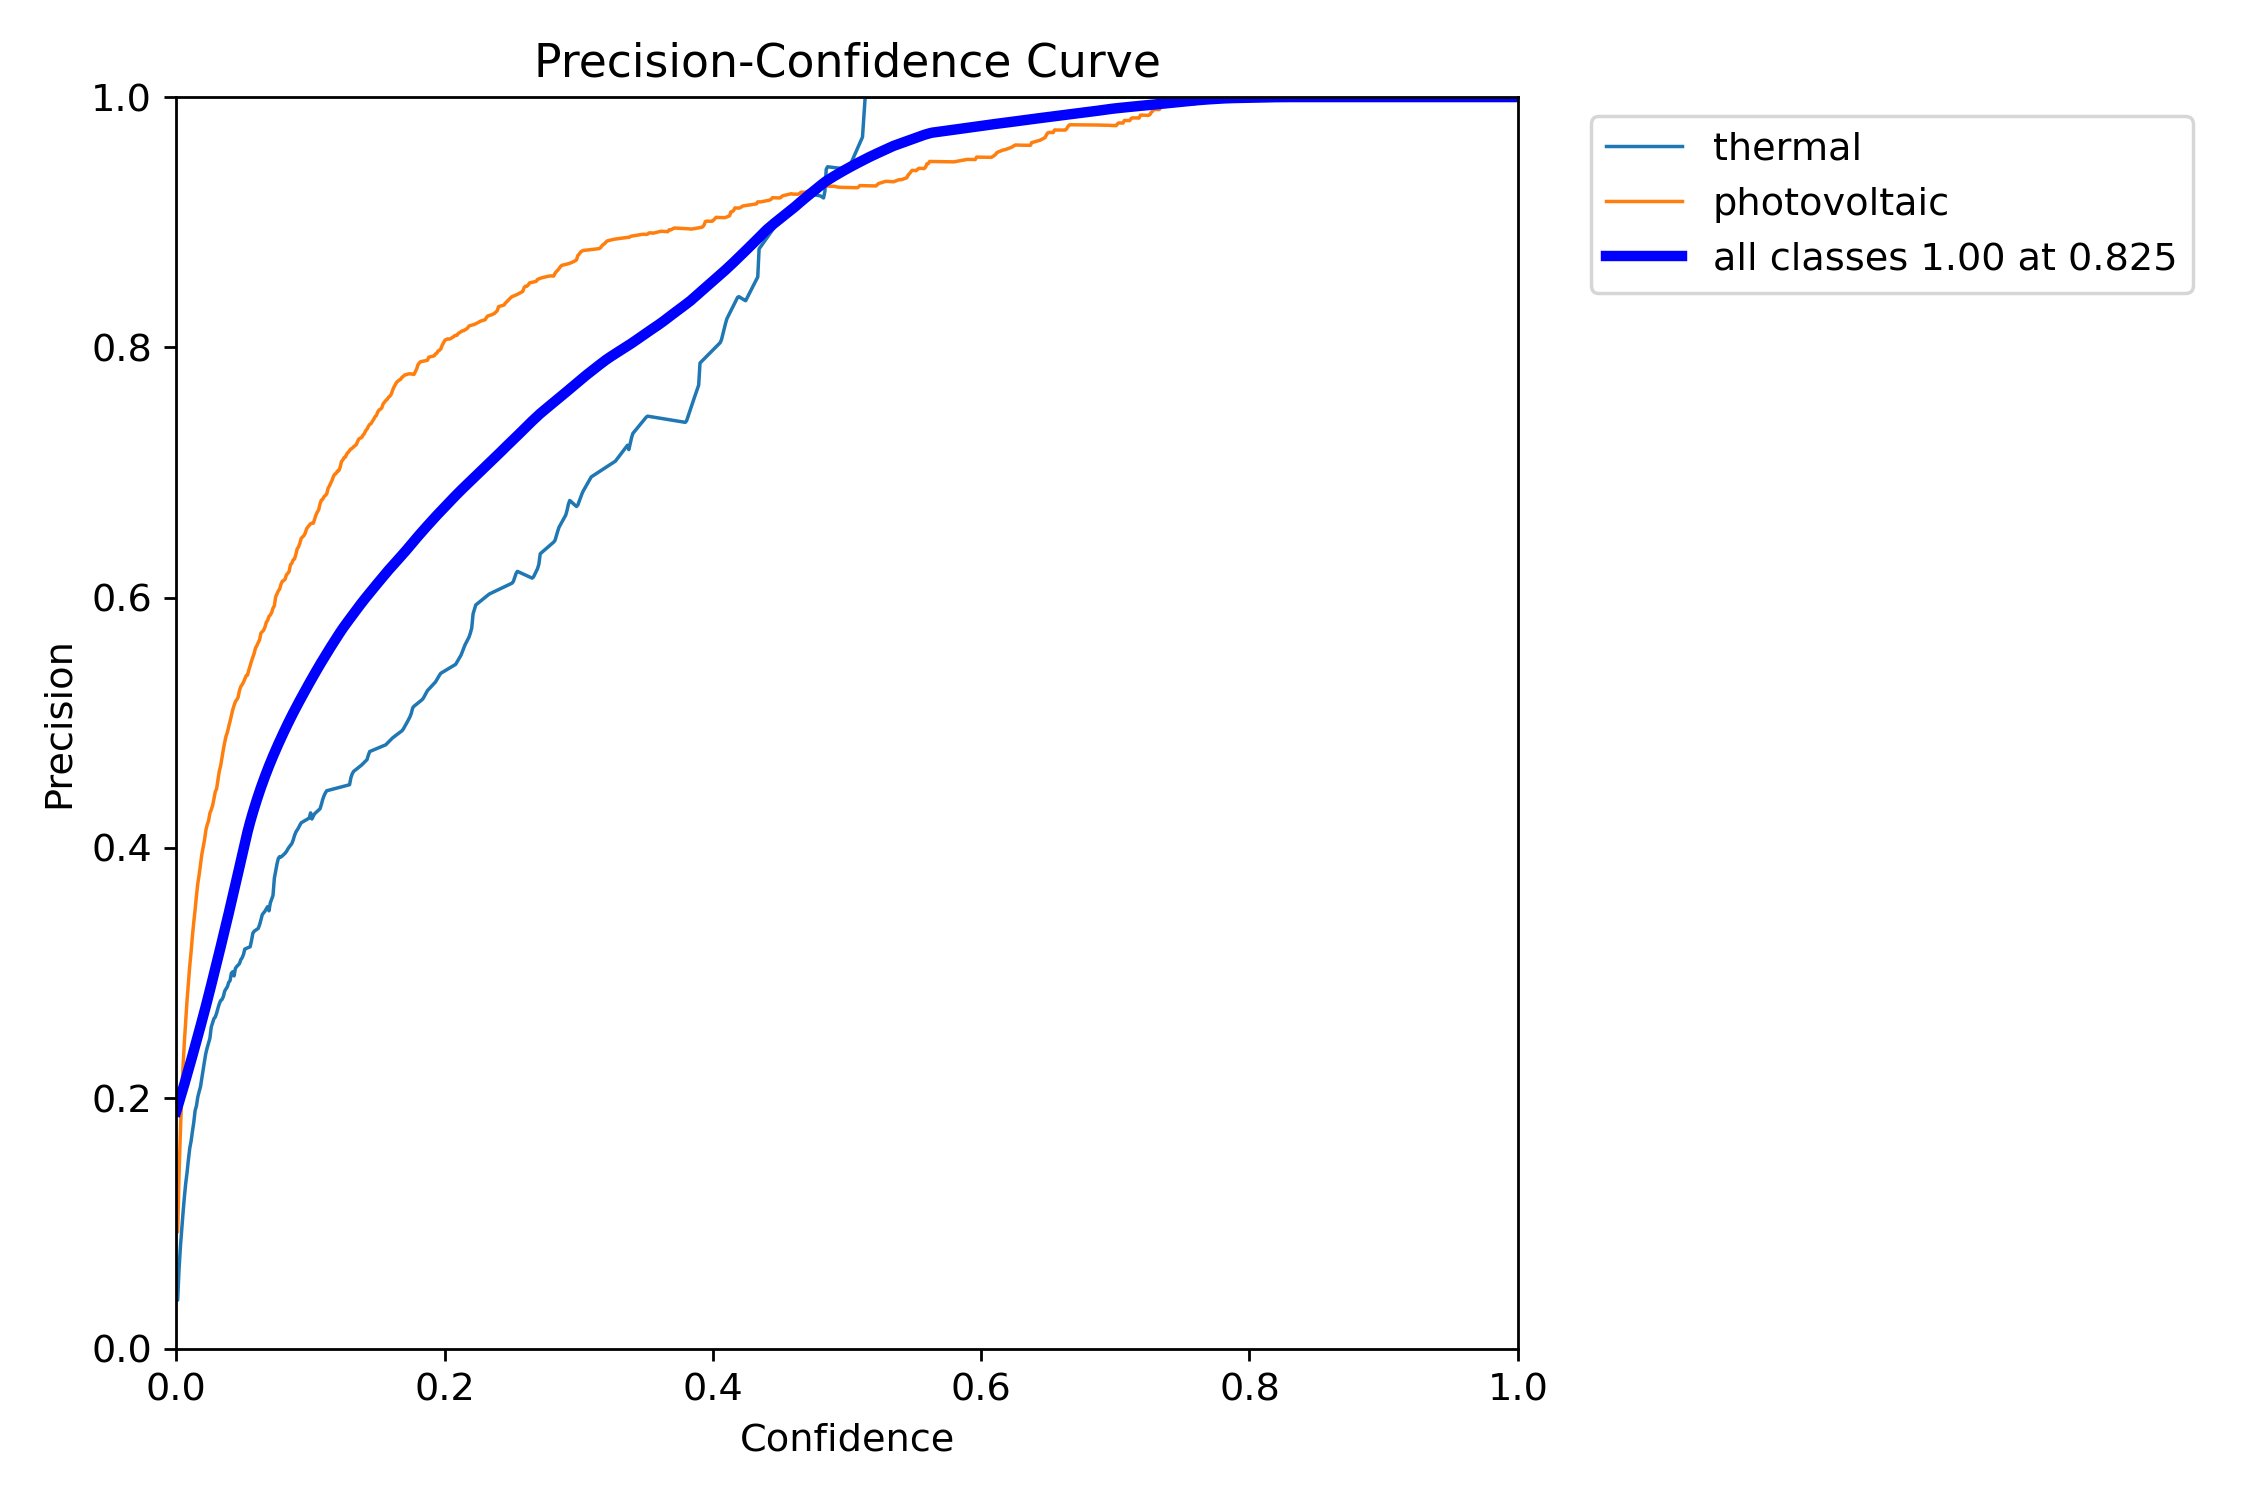 Precision-Confidence Curve
1.0
0.8
0.6
0.4
0.2
0.0
Precision
0.0 0.2 0.4 0.6 0.8 1.0
Confidence
thermal
photovoltaic
all classes 1.00 at 0.825